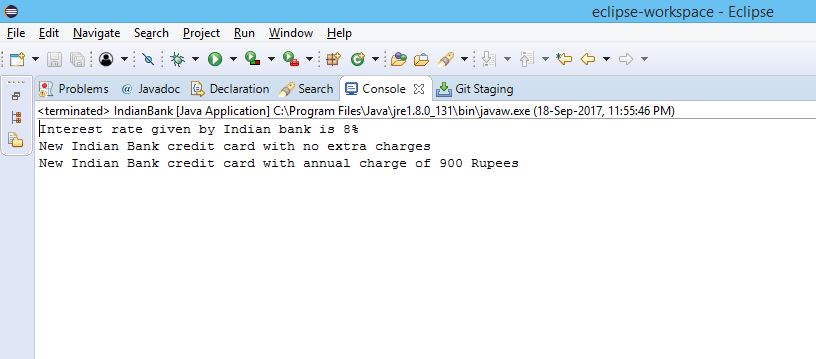 eclipse-workspace - Eclipse
File Edit Navigate Search Project Run Window Help
Problems @ Javadoc Declaration Search Console Git Staging
<terminated> IndianBank [Java Application] C:\Program Files\Java\jre1.8.0_131\bin\javaw.exe (18-Sep-2017, 11:55:46 PM)
Interest rate given by Indian bank is 8%
New Indian Bank credit card with no extra charges
New Indian Bank credit card with annual charge of 900 Rupees